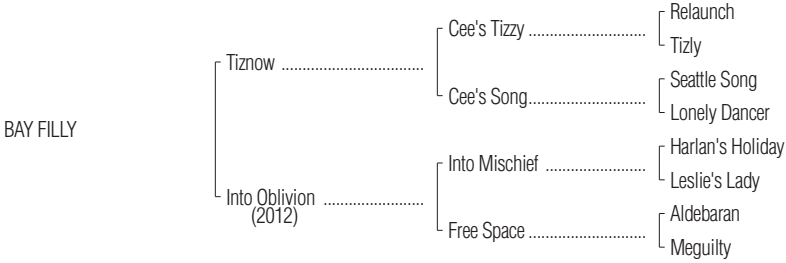 Relaunch
Cee's Tizzy ..............................
Tizly
Tiznow ....................................
Seattle Song
Cee's Song..............................
Lonely Dancer
BAY FILLY
Harlan's Holiday
Into Mischief ..........................
Leslie's Lady
Into Oblivion .........................
(2012)
Aldebaran
Free Space ..............................
Meguilty